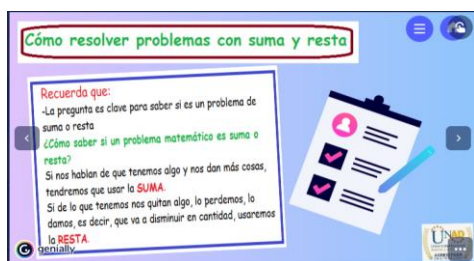 Cómo resolver problemas con suma y resta
Recuerda que:
-La pregunta es clave para saber si es un problema de
suma o resta
¿Cómo saber si un problema matemático es suma o
resta?
Si nos hablan de que tenemos algo y nos dan más cosas,
tendremos que usar la SUMA.
Si de lo que tenemos nos quitan algo, lo perdemos, lo
damos, es decir, que va a disminuir en cantidad, usaremos
la RESTA.
genially
UNAD